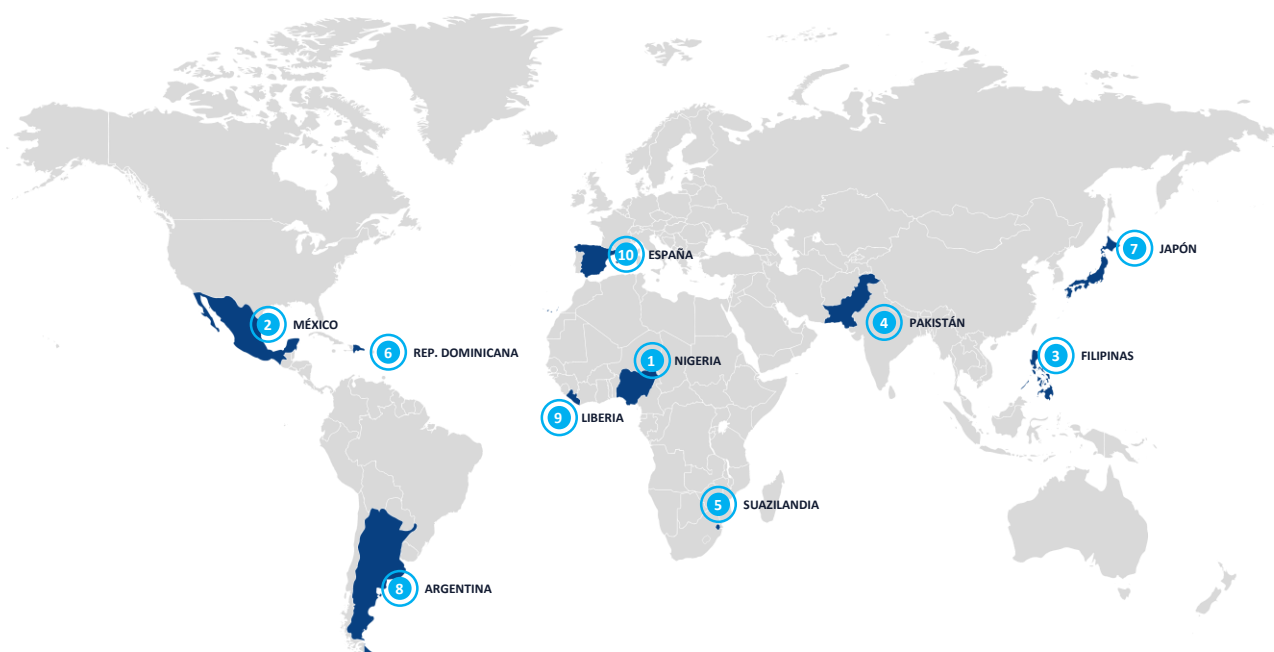 10 ESPAÑA
7 JAPÓN
2 MÉXICO
4 PAKISTÁN
6 REP. DOMINICANA
3 FILIPINAS
1 NIGERIA
9 LIBERIA
5 SUAZILANDIA
8 ARGENTINA